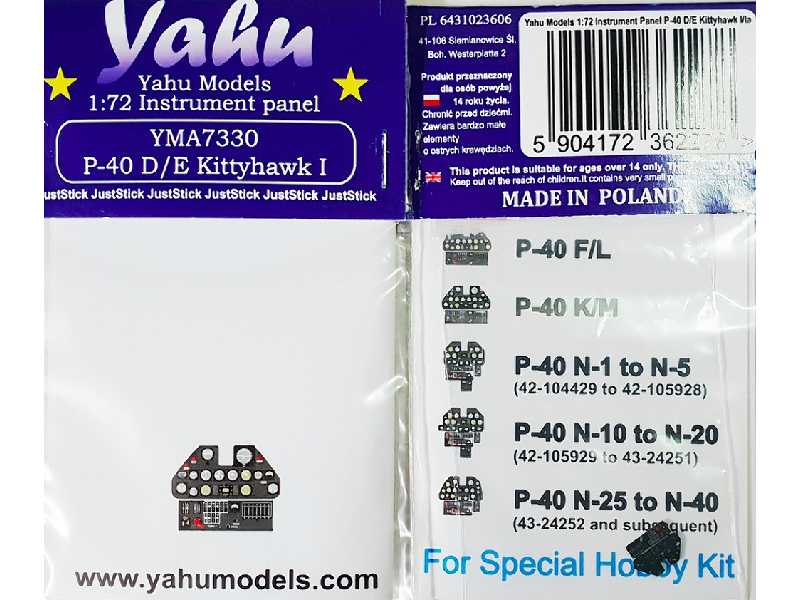 Yahu
Yahu Models
1:72 Instrument panel
YMA7330
P-40 D/E Kittyhawk I
JustStick JustStick JustStick JustStick JustStick JustStick
www.yahumodels.com
PL 6431023606
41-106 Siemianowice Śl.
Boh. Westerplatte 2
Produkt przeznaczony
dla osób powyżej
14 roku życia.
Chronić przed dziećmi.
Zawiera bardzo małe
elementy
o ostrych krawędziach.
Yahu Models 1:72 Instrument Panel P-40 D/E Kittyhawk
5 904172
This product is suitable for ages over 14 only.
Keep out of the reach of children.It contains very small
MADE IN POLAND
P-40 F/L
P-40 K/M
P-40 N-1 to N-5
(42-104429 to 42-105928)
P-40 N-10 to N-20
(42-105929 to 43-24251)
P-40 N-25 to N-40
(43-24252 and subsequent)
For Special Hobby Kit